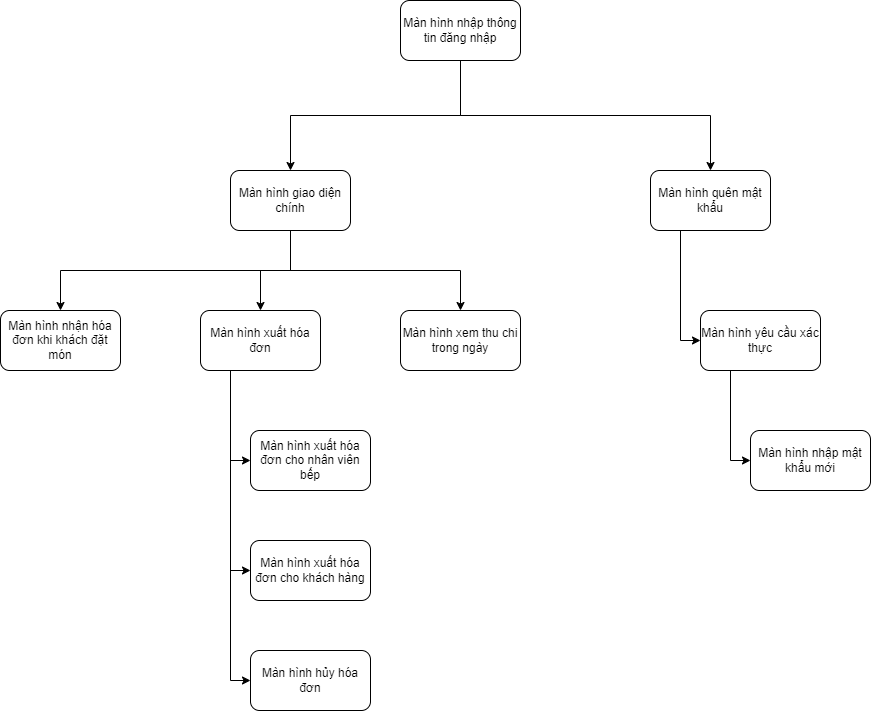 Màn hình nhập thông
tin đăng nhập
Màn hình giao diện
chính
Màn hình quên mật
khẩu
Màn hình nhận hóa
đơn khi khách đặt
món
Màn hình xuất hóa
đơn
Màn hình xem thu chi
trong ngày
Màn hình yêu cầu xác
thực
Màn hình xuất hóa
đơn cho nhân viên
bếp
Màn hình nhập mật
khẩu mới
Màn hình xuất hóa
đơn cho khách hàng
Màn hình hủy hóa
đơn